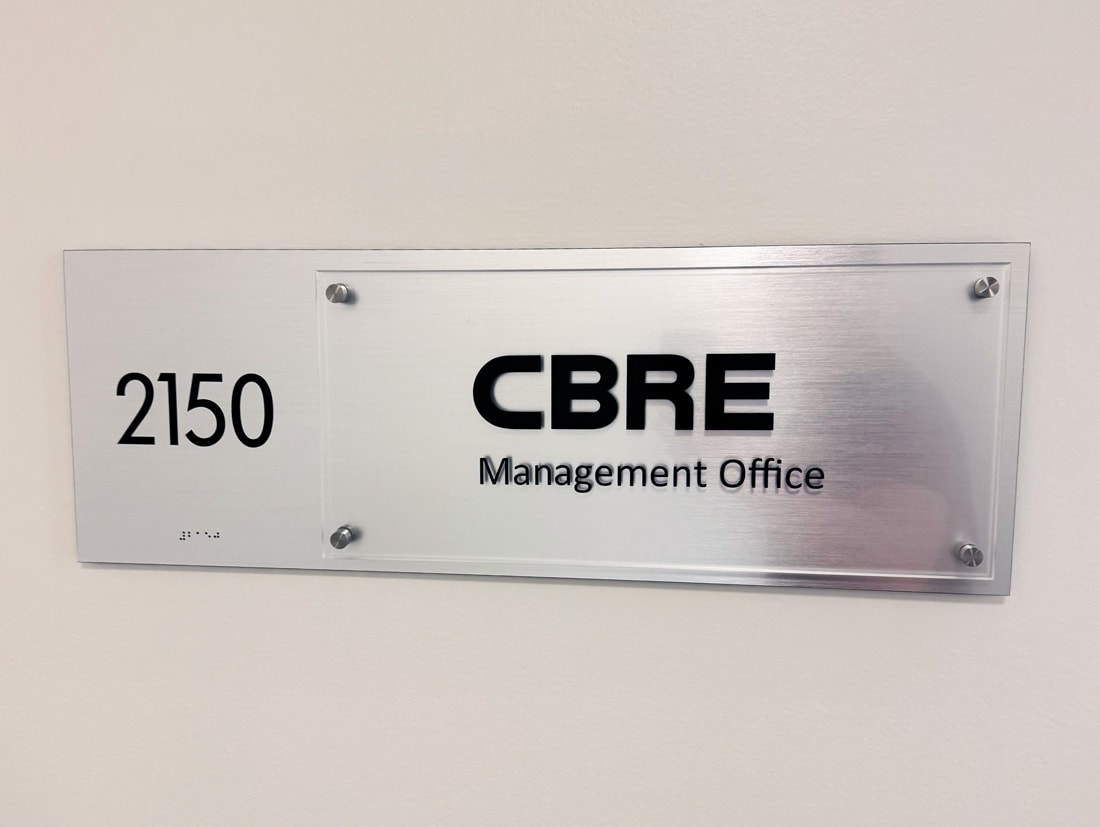 2150
CBRE
Management Office
⠼⠃⠁⠑⠚